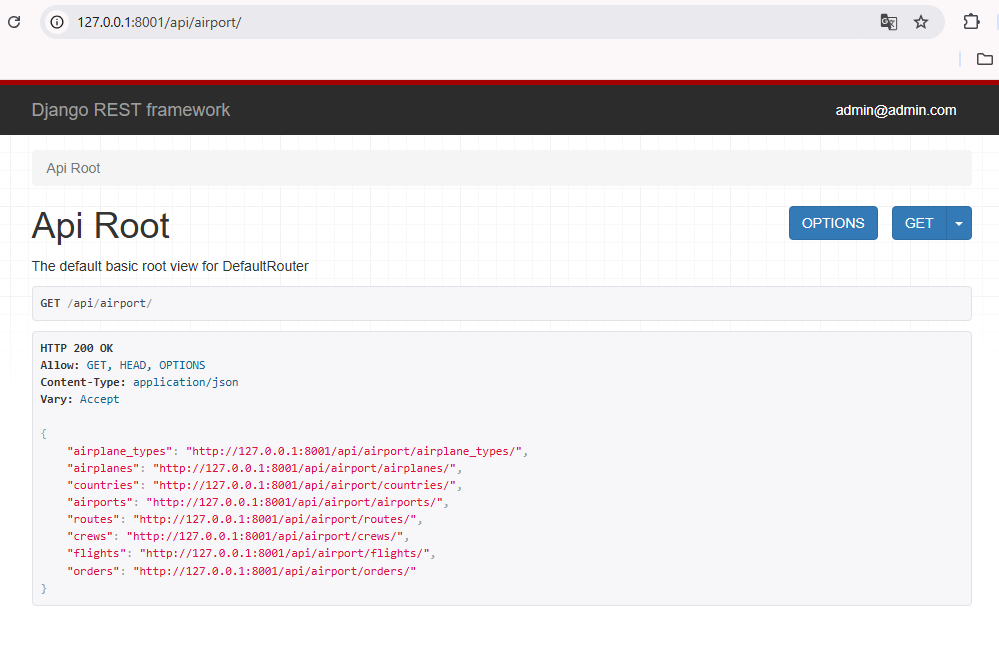 127.0.0.1:8001/api/airport/
Django REST framework
admin@admin.com
Api Root
Api Root
OPTIONS
GET
The default basic root view for DefaultRouter
GET /api/airport/
HTTP 200 OK
Allow: GET, HEAD, OPTIONS
Content-Type: application/json
Vary: Accept
{
    "airplane_types": "http://127.0.0.1:8001/api/airport/airplane_types/",
    "airplanes": "http://127.0.0.1:8001/api/airport/airplanes/",
    "countries": "http://127.0.0.1:8001/api/airport/countries/",
    "airports": "http://127.0.0.1:8001/api/airport/airports/",
    "routes": "http://127.0.0.1:8001/api/airport/routes/",
    "crews": "http://127.0.0.1:8001/api/airport/crews/",
    "flights": "http://127.0.0.1:8001/api/airport/flights/",
    "orders": "http://127.0.0.1:8001/api/airport/orders/"
}